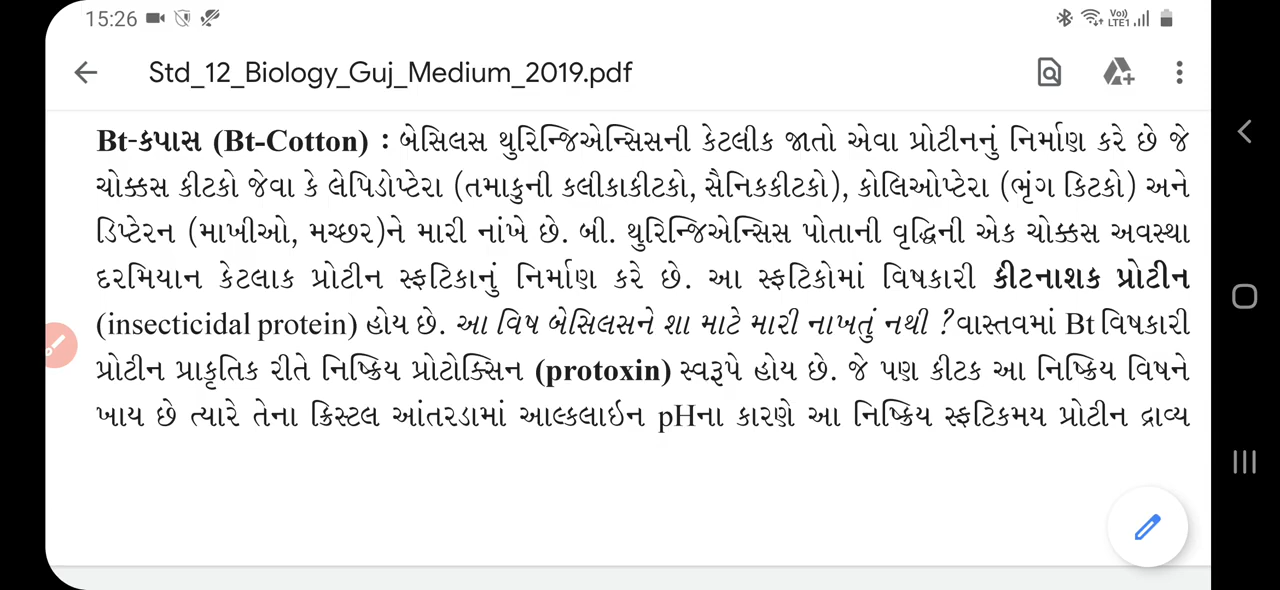 15:26
Vo))
LTE1
Std_12_Biology_Guj_Medium_2019.pdf
Bt-કપાસ (Bt-Cotton) : બેસિલસ થુરિન્જિએન્સિસની કેટલીક જાતો એવા પ્રોટીનનું નિર્માણ કરે છે જે
ચોક્કસ કીટકો જેવા કે લેપિડોપ્ટેરા (તમાકુની કલીકાકીટકો, સૈનિકકીટકો), કોલિઓપ્ટેરા (ભૃંગ કિટકો) અને
ડિપ્ટેરન (માખીઓ, મચ્છર)ને મારી નાંખે છે. બી. થુરિન્જિએન્સિસ પોતાની વૃદ્ધિની એક ચોક્કસ અવસ્થા
દરમિયાન કેટલાક પ્રોટીન સ્ફટિકાનું નિર્માણ કરે છે. આ સ્ફટિકોમાં વિષકારી કીટનાશક પ્રોટીન
(insecticidal protein) હોય છે. આ વિષ બેસિલસને શા માટે મારી નાખતું નથી ? વાસ્તવમાં Bt વિષકારી
પ્રોટીન પ્રાકૃતિક રીતે નિષ્ક્રિય પ્રોટોક્સિન (protoxin) સ્વરૂપે હોય છે. જે પણ કીટક આ નિષ્ક્રિય વિષને
ખાય છે ત્યારે તેના ક્રિસ્ટલ આંતરડામાં આલ્કલાઇન pHના કારણે આ નિષ્ક્રિય સ્ફટિકમય પ્રોટીન દ્રાવ્ય